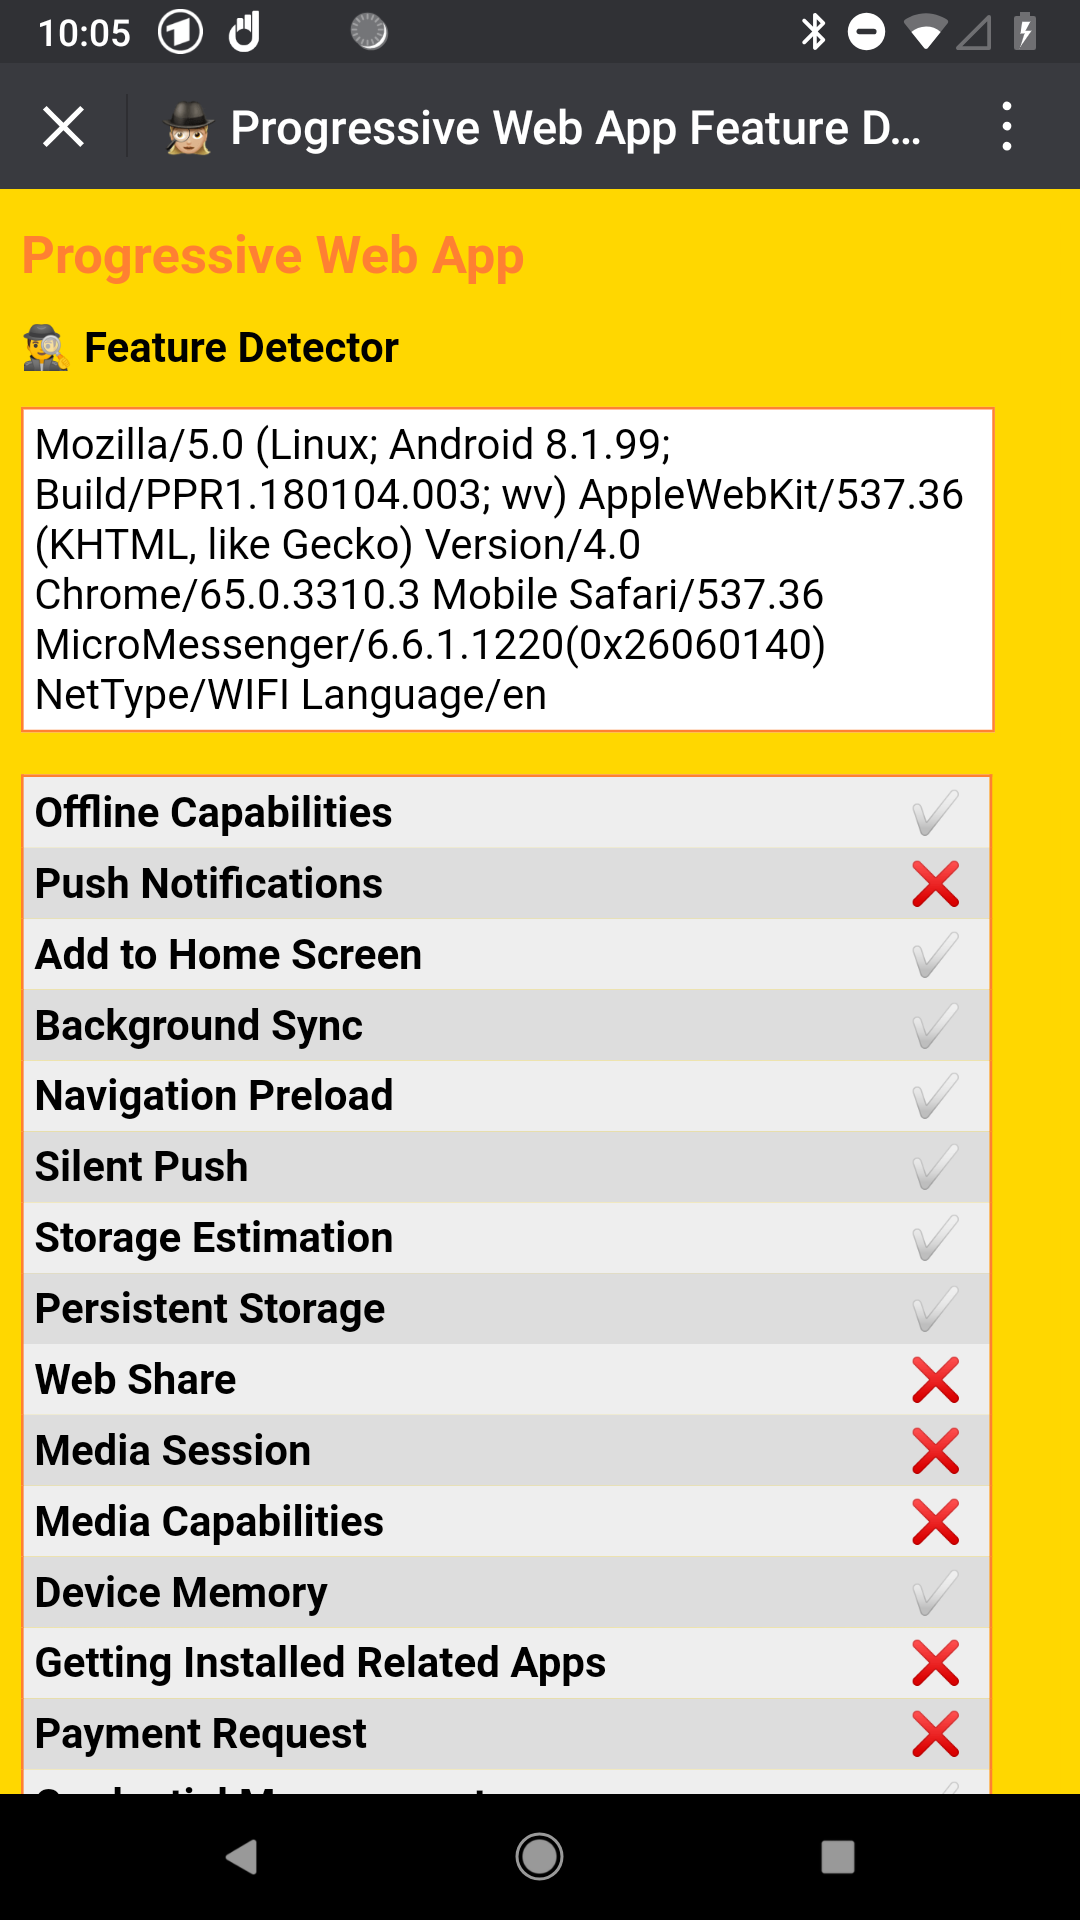 10:05
Progressive Web App Feature D...
Progressive Web App
Feature Detector
Mozilla/5.0 (Linux; Android 8.1.99;
Build/PPR1.180104.003; wv) AppleWebKit/537.36
(KHTML, like Gecko) Version/4.0
Chrome/65.0.3310.3 Mobile Safari/537.36
MicroMessenger/6.6.1.1220(0x26060140)
NetType/WIFI Language/en
Offline Capabilities
Push Notifications
Add to Home Screen
Background Sync
Navigation Preload
Silent Push
Storage Estimation
Persistent Storage
Web Share
Media Session
Media Capabilities
Device Memory
Getting Installed Related Apps
Payment Request